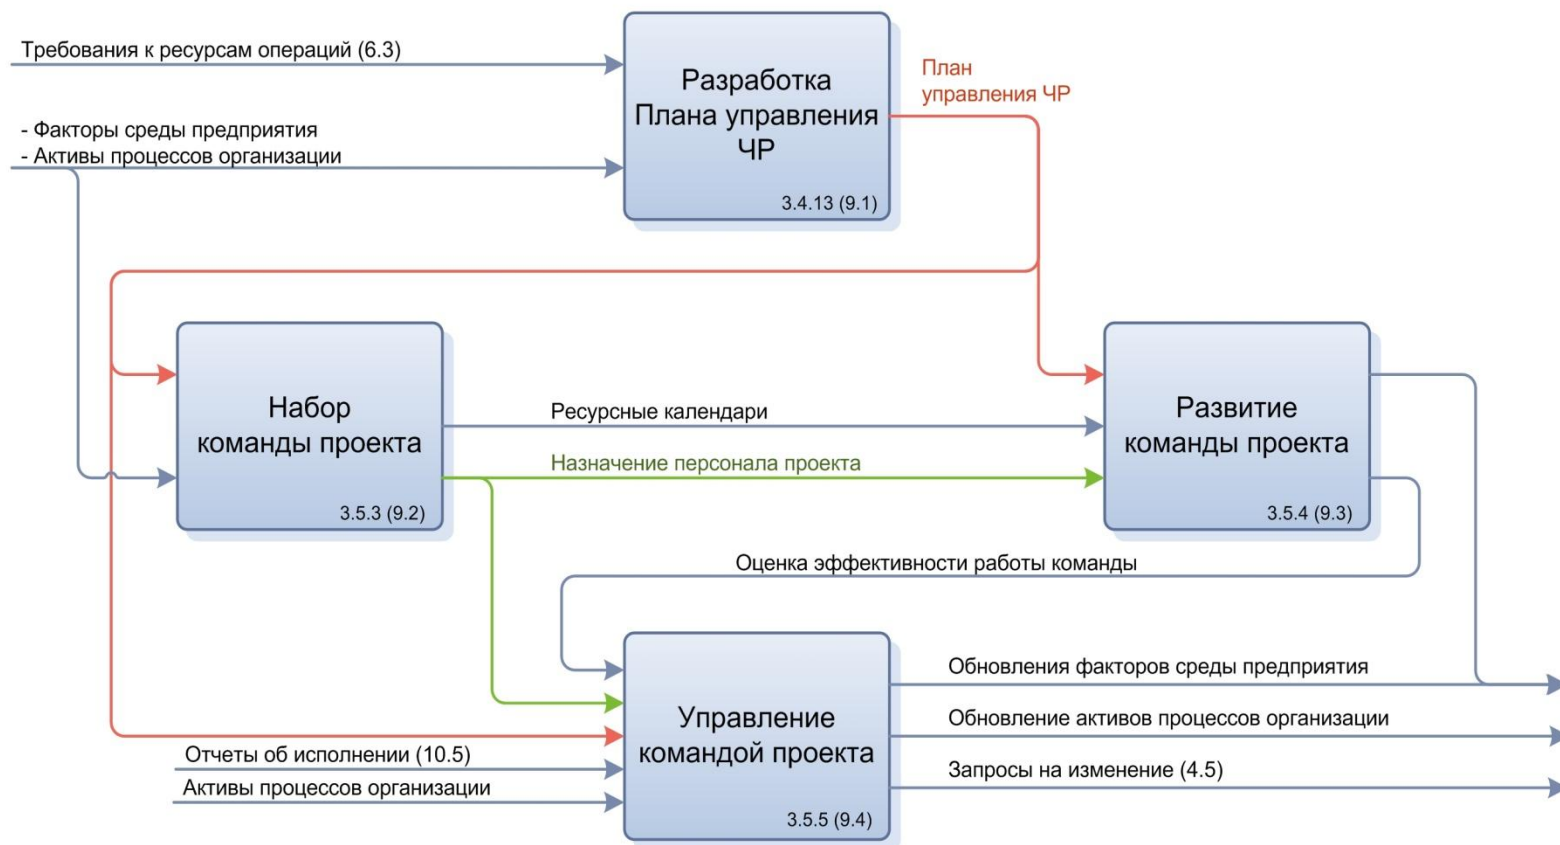 Требования к ресурсам операций (6.3)
- Факторы среды предприятия
- Активы процессов организации
Разработка
Плана управления
ЧР
3.4.13 (9.1)
План
управления ЧР
Набор
команды проекта
3.5.3 (9.2)
Ресурсные календари
Назначение персонала проекта
Развитие
команды проекта
3.5.4 (9.3)
Оценка эффективности работы команды
Управление
командой проекта
3.5.5 (9.4)
Отчеты об исполнении (10.5)
Активы процессов организации
Обновления факторов среды предприятия
Обновление активов процессов организации
Запросы на изменение (4.5)